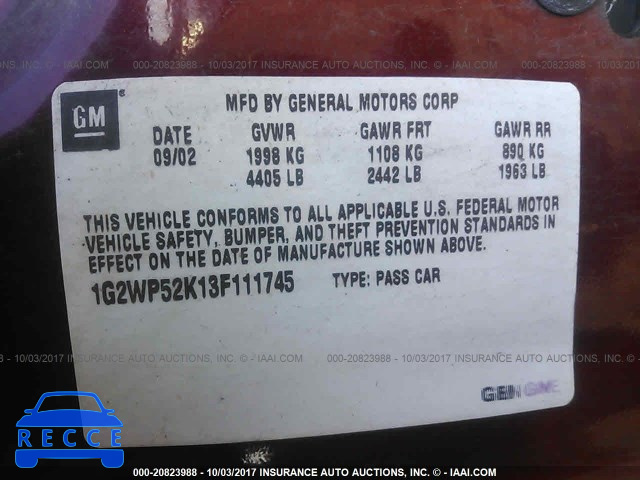 000-20823988 - 10/03/2017 INSURANCE AUTO AUCTIONS, INC. - IAAI.COM
GM
MFD BY GENERAL MOTORS CORP
DATE GVWR GAWR FRT GAWR RR
09/02 1998 KG 1108 KG 890 KG
4405 LB 2442 LB 1963 LB
THIS VEHICLE CONFORMS TO ALL APPLICABLE U.S. FEDERAL MOTOR
VEHICLE SAFETY, BUMPER, AND THEFT PREVENTION STANDARDS IN
EFFECT ON THE DATE OF MANUFACTURE SHOWN ABOVE.
1G2WP52K13F111745 TYPE: PASS CAR
000-20823988 - 10/03/2017 INSURANCE AUTO AUCTIONS, INC. - IAAI.COM
RECCE
000-20823988 - 10/03/2017 INSURANCE AUTO AUCTIONS, INC. - IAAI.COM